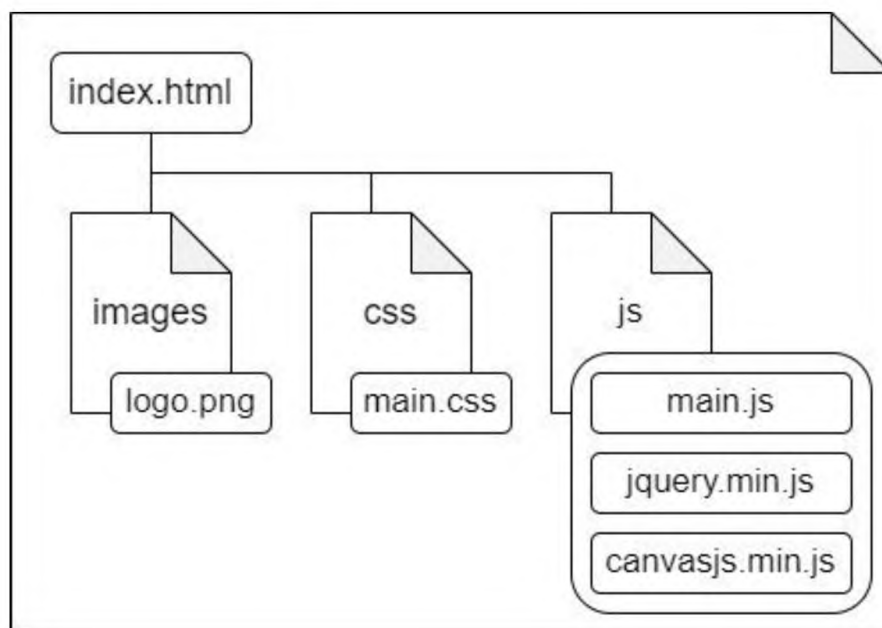 index.html
images
css
js
logo.png
main.css
main.js
jquery.min.js
canvasjs.min.js